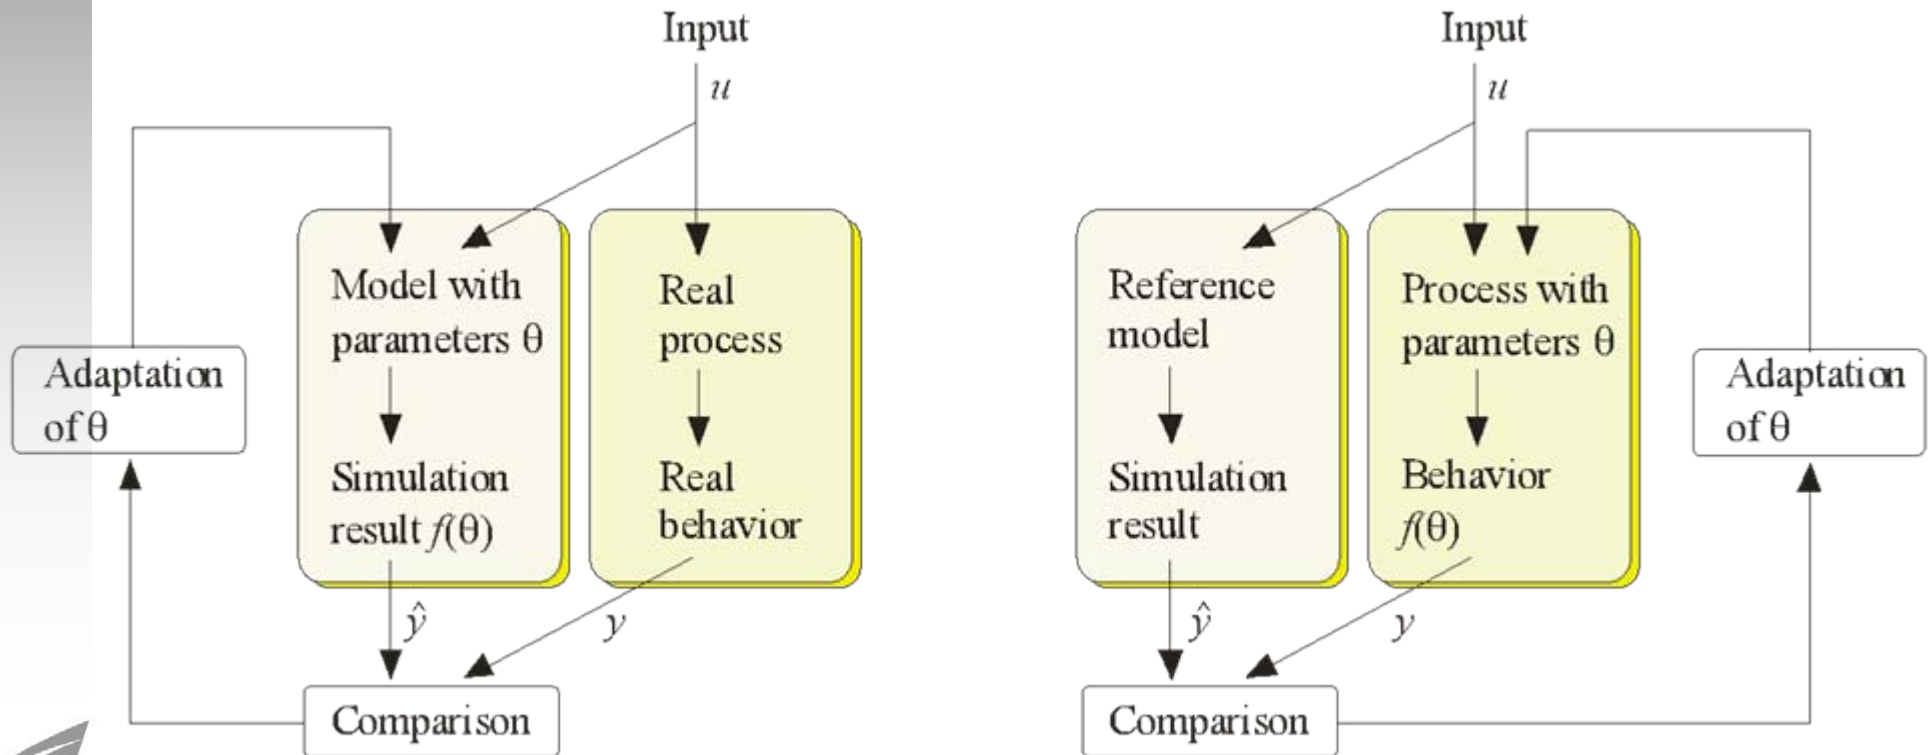 Input
u
Model with
parameters θ
Real
process
Adaptation
of θ
Simulation
result f(θ)
Real
behavior
ŷ
y
Comparison
Input
u
Reference
model
Process with
parameters θ
Adaptation
of θ
Simulation
result
Behavior
f(θ)
ŷ
y
Comparison